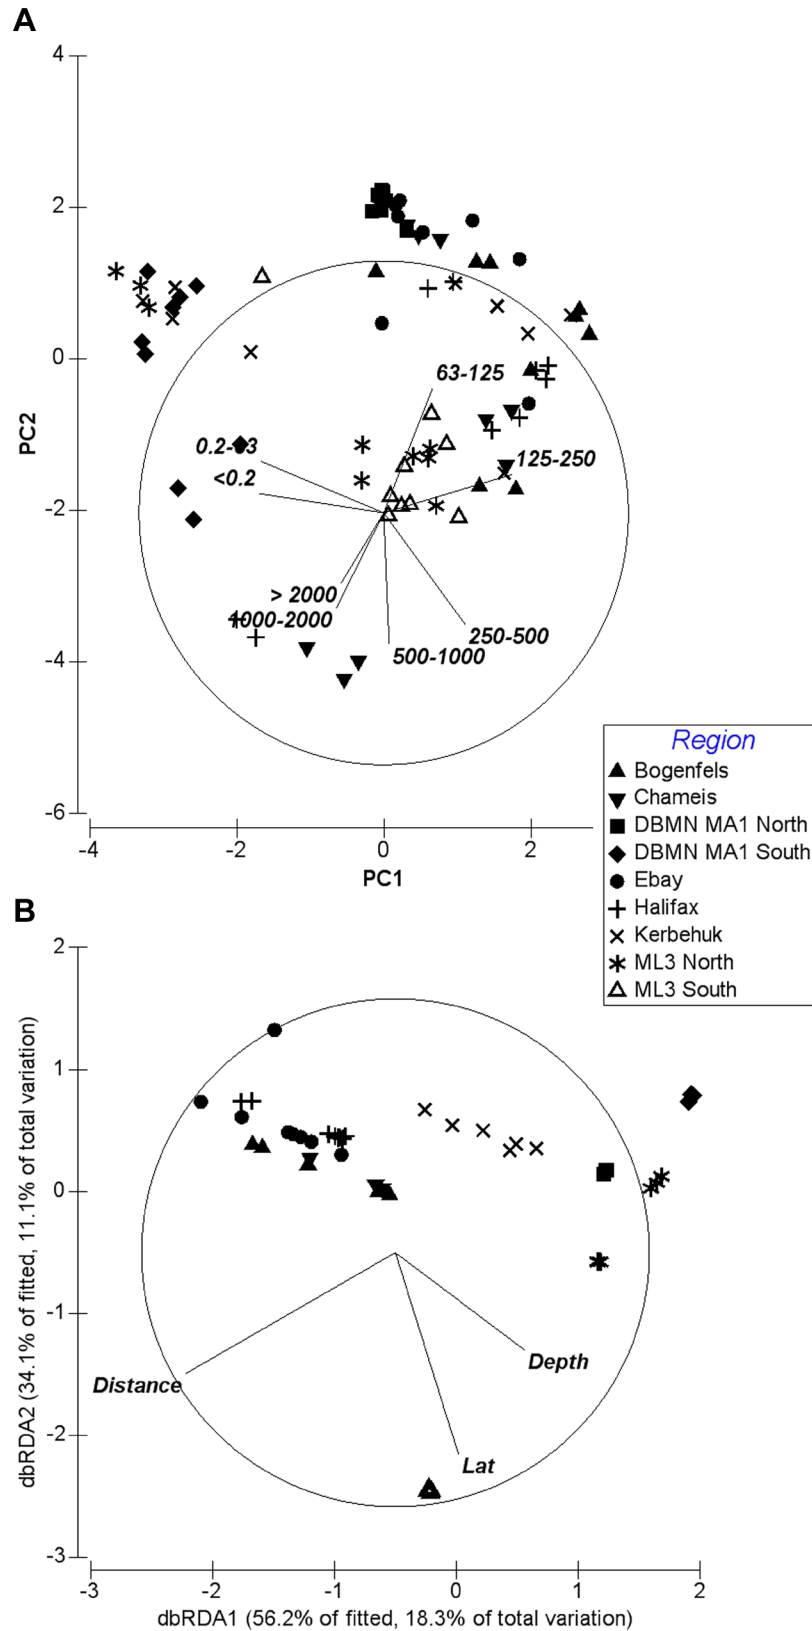 A
4
2
0
-2
-4
-6
PC2
63-125
125-250
<0.2
> 2000
1000-2000
250-500
500-1000
-4
-2
0
2
PC1
Region
Bogenfels
Chameis
DBMN MA1 North
DBMN MA1 South
Ebay
Halifax
Kerbehuk
ML3 North
ML3 South
B
2
1
0
-1
-2
-3
dbRDA2 (34.1% of fitted, 11.1% of total variation)
Distance
Depth
Lat
-3
-2
-1
0
1
2
dbRDA1 (56.2% of fitted, 18.3% of total variation)